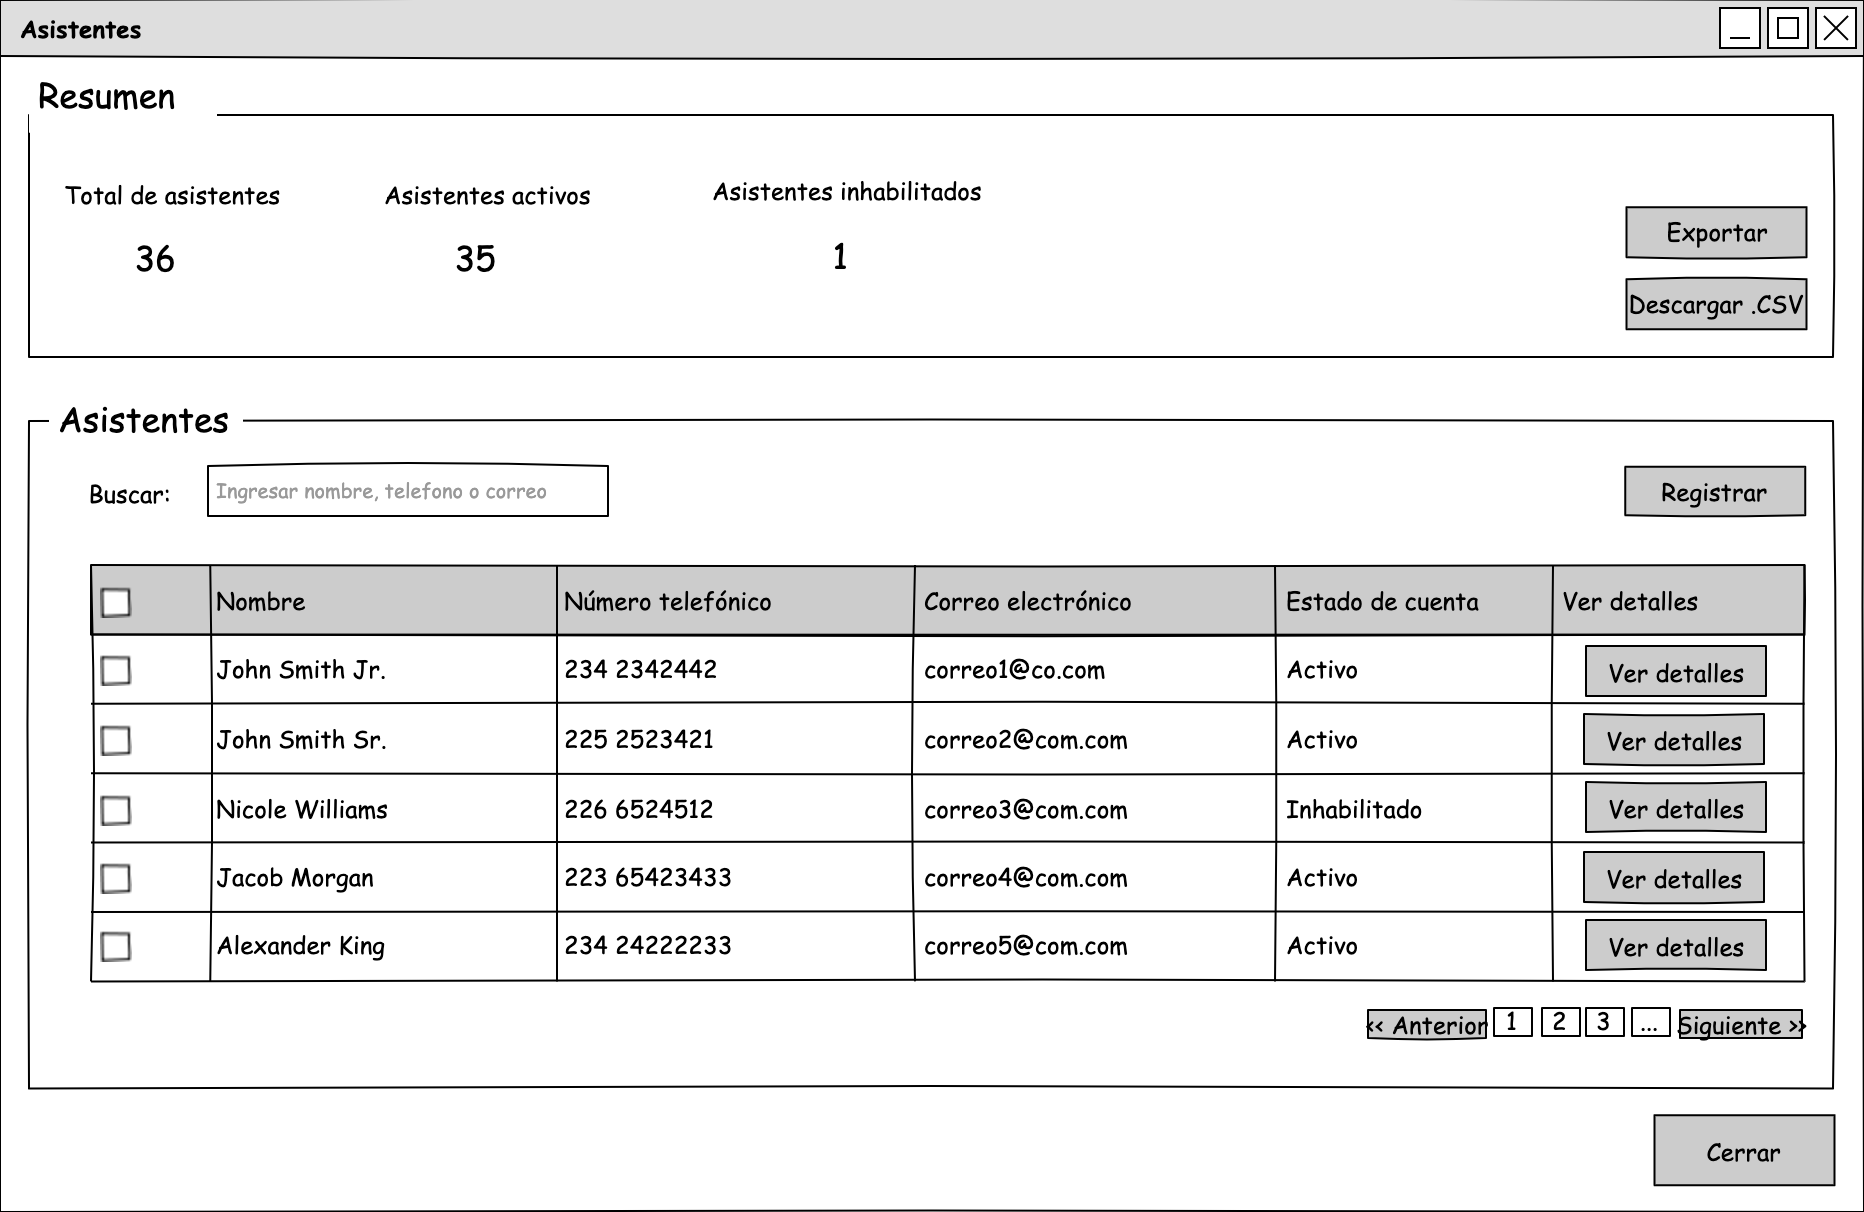 Asistentes
Resumen
Total de asistentes Asistentes activos Asistentes inhabilitados
36 35 1
Exportar
Descargar .CSV
Asistentes
Buscar: Ingresar nombre, telefono o correo Registrar
Nombre Número telefónico Correo electrónico Estado de cuenta Ver detalles
John Smith Jr. 234 2342442 correo1@co.com Activo Ver detalles
John Smith Sr. 225 2523421 correo2@com.com Activo Ver detalles
Nicole Williams 226 6524512 correo3@com.com Inhabilitado Ver detalles
Jacob Morgan 223 65423433 correo4@com.com Activo Ver detalles
Alexander King 234 24222233 correo5@com.com Activo Ver detalles
<< Anterior 1 2 3 ... Siguiente >>
Cerrar